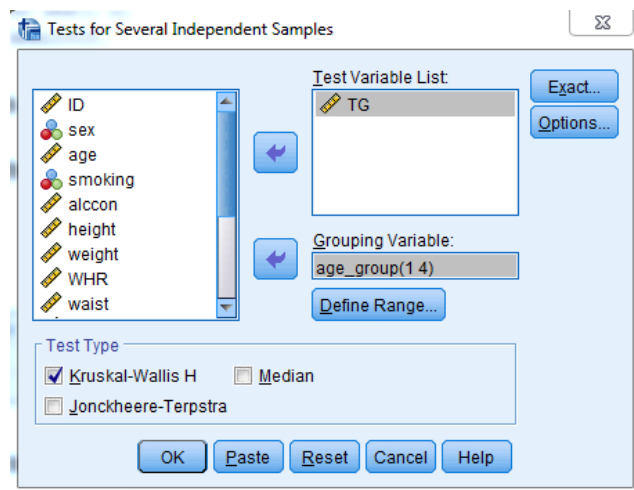 Tests for Several Independent Samples
ID
sex
age
smoking
alccon
height
weight
WHR
waist
Test Variable List:
TG
Grouping Variable:
age_group(1 4)
Define Range...
Exact...
Options...
Test Type
Kruskal-Wallis H
Median
Jonckheere-Terpstra
OK
Paste
Reset
Cancel
Help